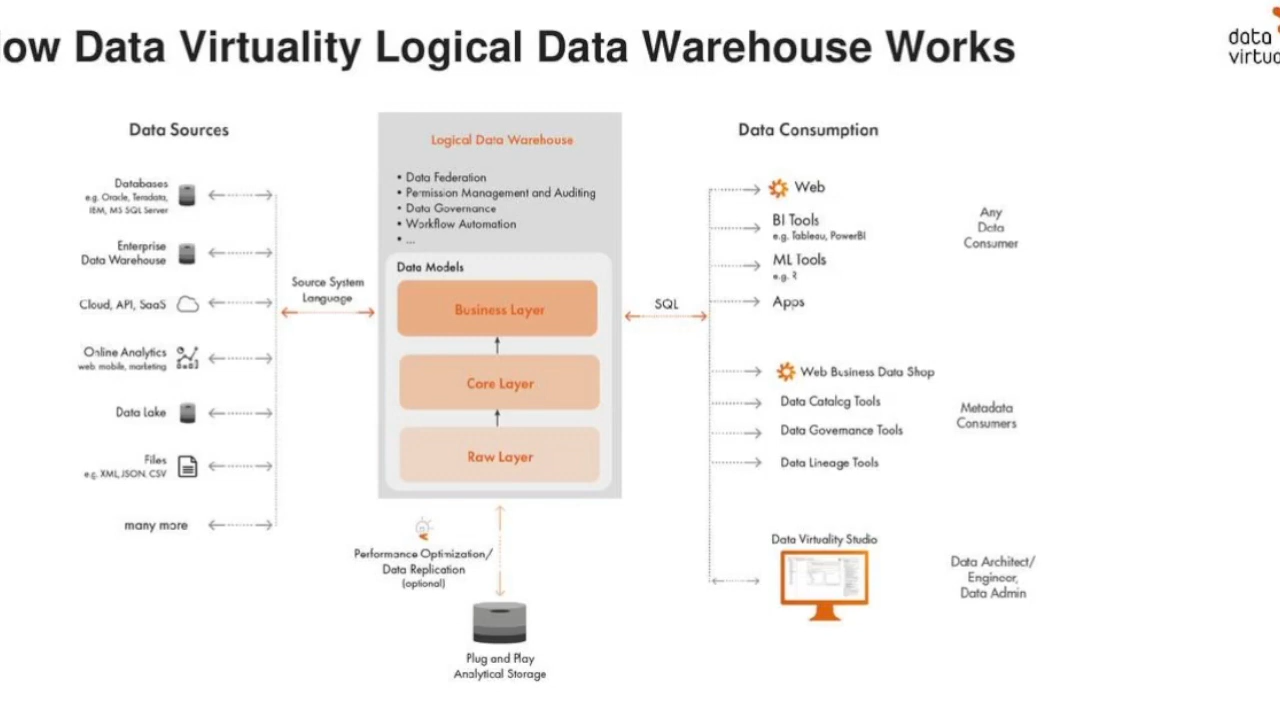 ow Data Virtuality Logical Data Warehouse Works
data
virtua
Data Sources
Databases
e.g. Oracle, Teradata,
IBM, MS SQL Server
Enterprise
Data Warehouse
Cloud, API, SaaS
Online Analytics
web, mobile, marketing
Data Lake
Files
e.g. XML, JSON, CSV
many more
Source System
Language
Logical Data Warehouse
• Data Federation
• Permission Management and Auditing
• Data Governance
• Workflow Automation
• ...
Data Models
Business Layer
Core Layer
Raw Layer
Performance Optimization/
Data Replication
(optional)
Plug and Play
Analytical Storage
SQL
Data Consumption
Web
BI Tools
e.g. Tableau, PowerBI
ML Tools
e.g. R
Apps
Any
Data
Consumer
Web Business Data Shop
Data Catalog Tools
Data Governance Tools
Data Lineage Tools
Metadata
Consumers
Data Virtuality Studio
Data Architect/
Engineer,
Data Admin